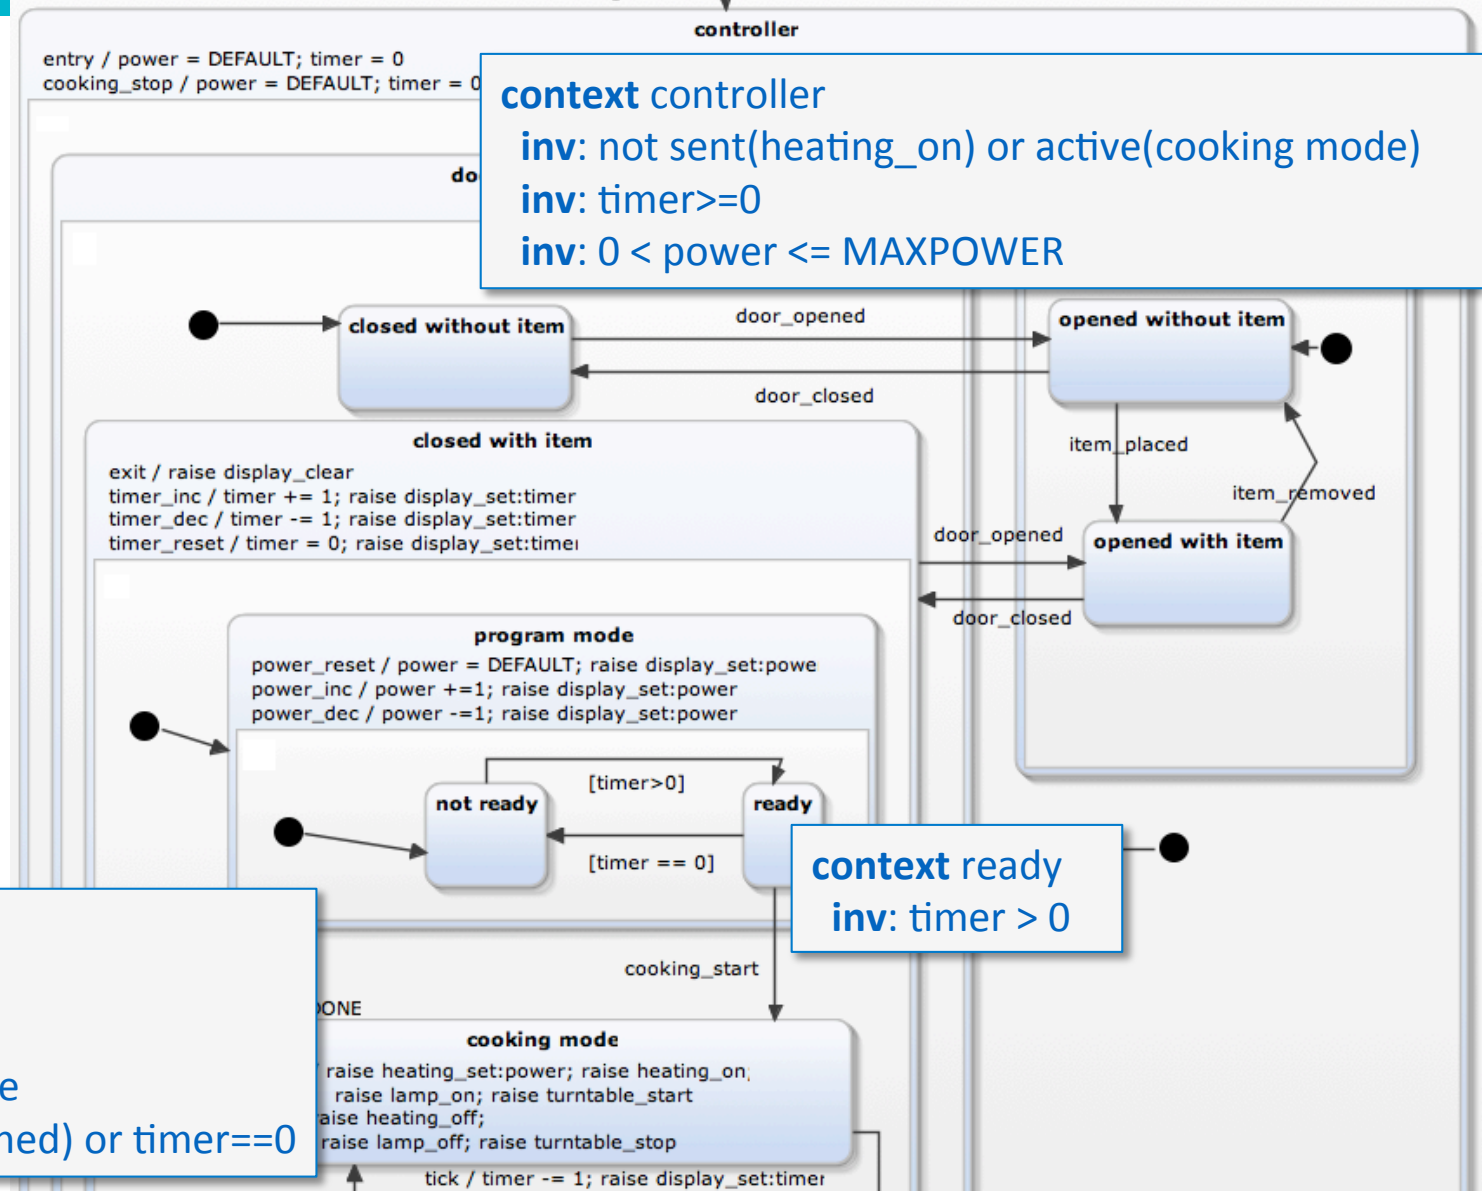 controller
entry / power = DEFAULT; timer = 0
cooking_stop / power = DEFAULT; timer = 0
context controller
inv: not sent(heating_on) or active(cooking mode)
inv: timer>=0
inv: 0 < power <= MAXPOWER
closed without item
door_opened
door_closed
opened without item
item_placed
item_removed
closed with item
exit / raise display_clear
timer_inc / timer += 1; raise display_set:timer
timer_dec / timer -= 1; raise display_set:timer
timer_reset / timer = 0; raise display_set:timer
door_opened
opened with item
door_closed
program mode
power_reset / power = DEFAULT; raise display_set:powe
power_inc / power +=1; raise display_set:power
power_dec / power -=1; raise display_set:power
not ready
[timer>0]
ready
[timer == 0]
context ready
inv: timer > 0
cooking_start
cooking mode
/ raise heating_set:power; raise heating_on;
raise lamp_on; raise turntable_start
raise heating_off;
raise lamp_off; raise turntable_stop
or timer==0
tick / timer -= 1; raise display_set:timer